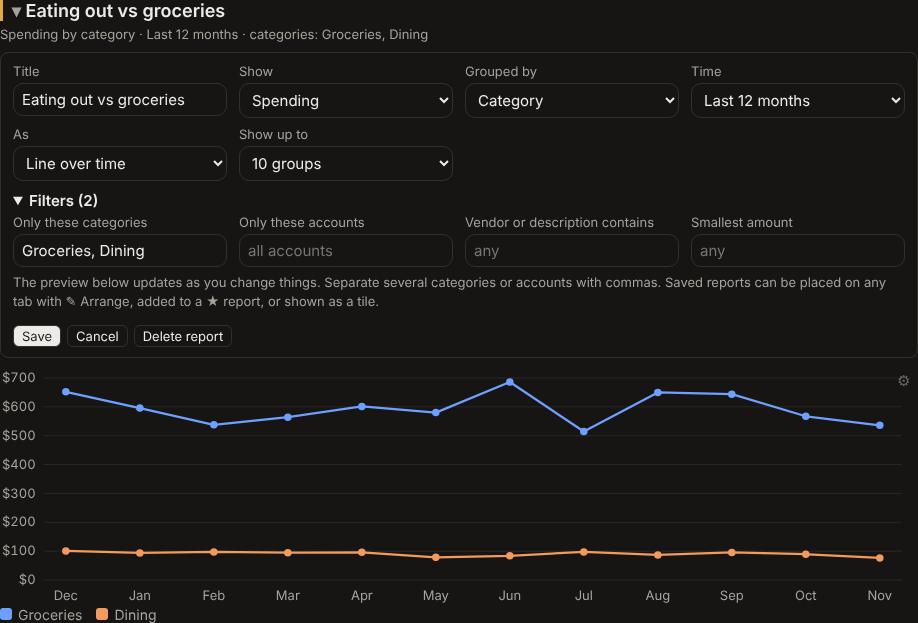 ▼ Eating out vs groceries
Spending by category · Last 12 months · categories: Groceries, Dining
Title
Show
Grouped by
Time
Eating out vs groceries
Spending
Category
Last 12 months
As
Show up to
Line over time
10 groups
▼ Filters (2)
Only these categories
Only these accounts
Vendor or description contains
Smallest amount
Groceries, Dining
all accounts
any
any
The preview below updates as you change things. Separate several categories or accounts with commas. Saved reports can be placed on any
tab with ✎ Arrange, added to a ★ report, or shown as a tile.
Save
Cancel
Delete report
$700
$600
$500
$400
$300
$200
$100
$0
Dec
Jan
Feb
Mar
Apr
May
Jun
Jul
Aug
Sep
Oct
Nov
Groceries
Dining